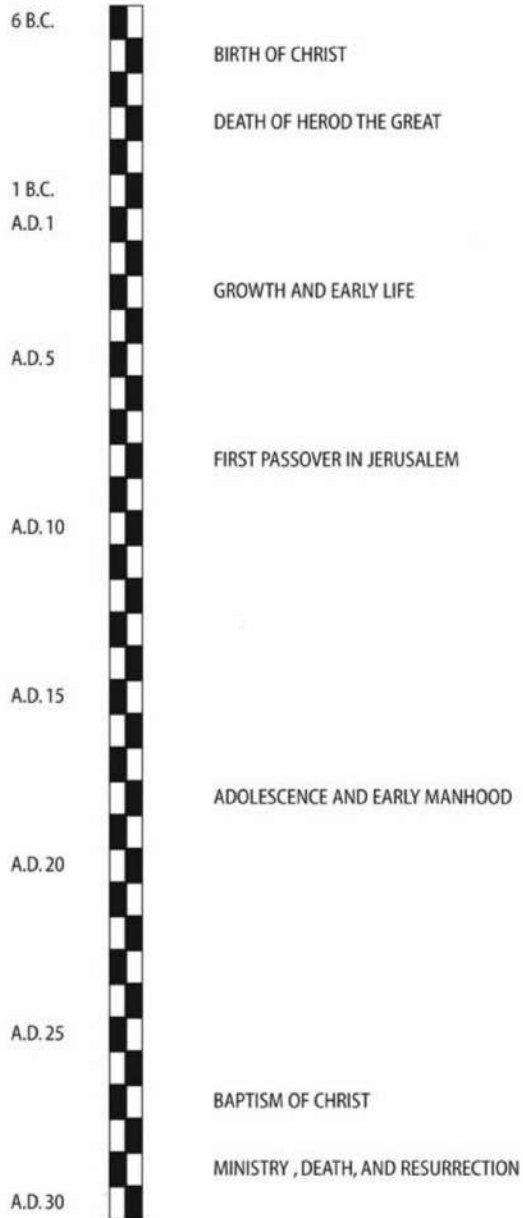 6 B.C.
BIRTH OF CHRIST
DEATH OF HEROD THE GREAT
1 B.C.
A.D. 1
GROWTH AND EARLY LIFE
A.D. 5
FIRST PASSOVER IN JERUSALEM
A.D. 10
A.D. 15
ADOLESCENCE AND EARLY MANHOOD
A.D. 20
A.D. 25
BAPTISM OF CHRIST
MINISTRY , DEATH, AND RESURRECTION
A.D. 30